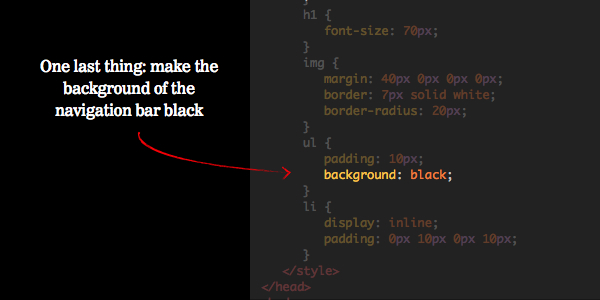 One last thing: make the
background of the
navigation bar black
h1 {
font-size: 70px;
}
img {
margin: 40px 0px 0px 0px;
border: 7px solid white;
border-radius: 20px;
}
ul {
padding: 10px;
background: black;
}
li {
display: inline;
padding: 0px 10px 0px 10px;
}
</style>
</head>